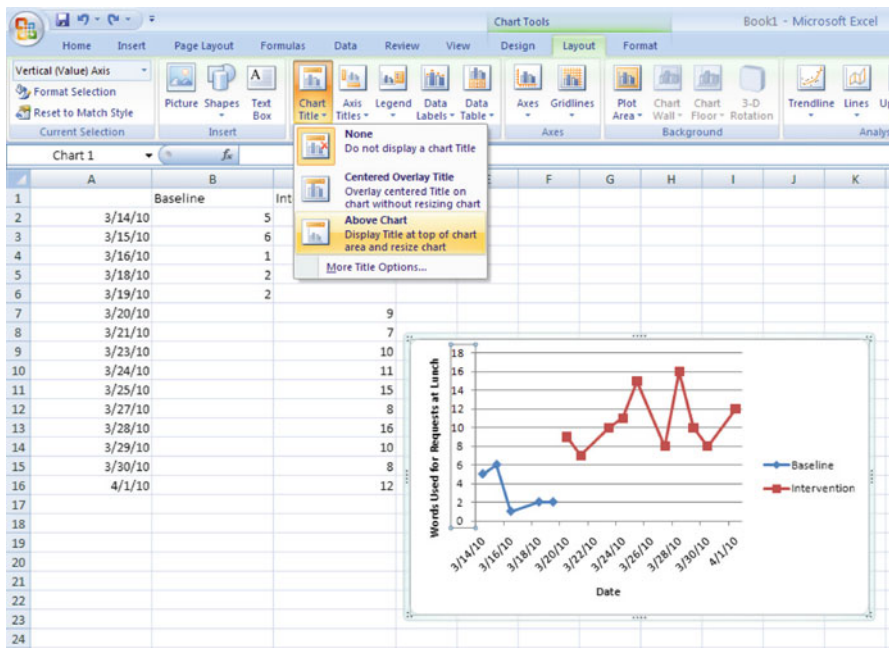 Chart Tools
Book1 - Microsoft Excel
Home Insert Page Layout Formulas Data Review View Design Layout Format
Vertical (Value) Axis
Format Selection
Reset to Match Style
Current Selection
Picture Shapes Text Box
Insert
Chart Title Axis Titles Legend Data Labels Data Table
Axes Gridlines
Axes
Plot Area Chart Wall Chart Floor 3-D Rotation
Background
Trendline Lines
None
Do not display a chart Title
Centered Overlay Title
Overlay centered Title on
chart without resizing chart
Above Chart
Display Title at top of chart
area and resize chart
More Title Options...
Chart 1 fx
A B E F G H I J K
1 Baseline Int
2 3/14/10 5
3 3/15/10 6
4 3/16/10 1
5 3/18/10 2
6 3/19/10 2
7 3/20/10 9
8 3/21/10 7
9 3/23/10 10
10 3/24/10 11
11 3/25/10 15
12 3/27/10 8
13 3/28/10 16
14 3/29/10 10
15 3/30/10 8
16 4/1/10 12
17
18
19
20
21
22
23
24
Words Used for Requests at Lunch
18
16
14
12
10
8
6
4
2
0
3/14/10 3/16/10 3/18/10 3/20/10 3/22/10 3/24/10 3/26/10 3/28/10 3/30/10 4/1/10
Date
Baseline
Intervention